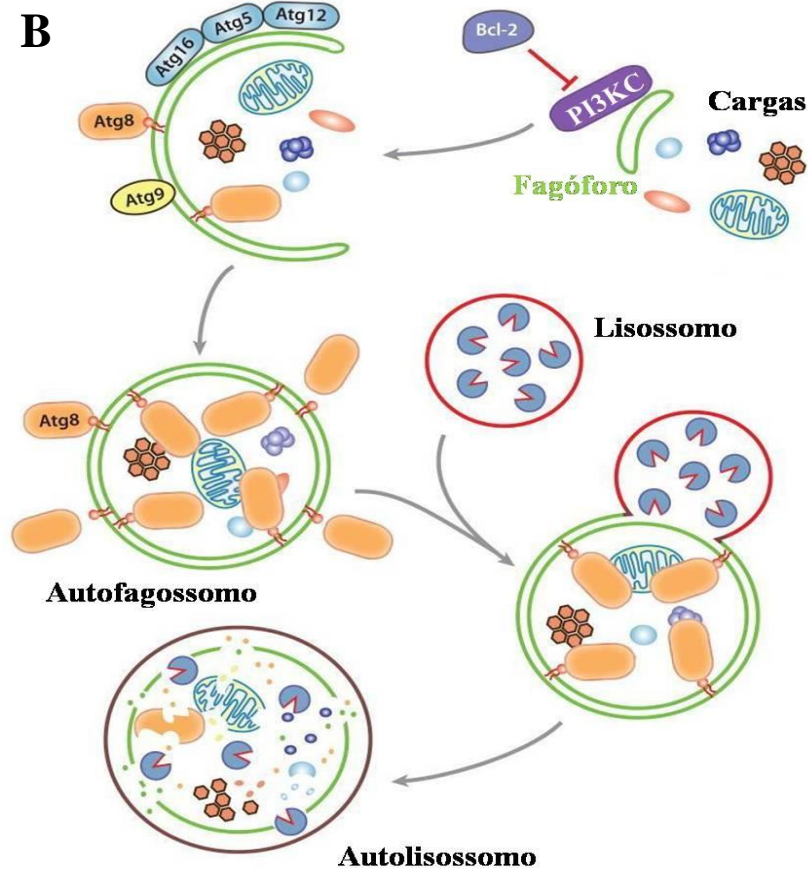 B
Atg16
Atg5
Atg12
Bcl-2
PI3KC
Cargas
Atg8
Fagóforo
Atg9
Lisossomo
Atg8
Autofagossomo
Autolisossomo